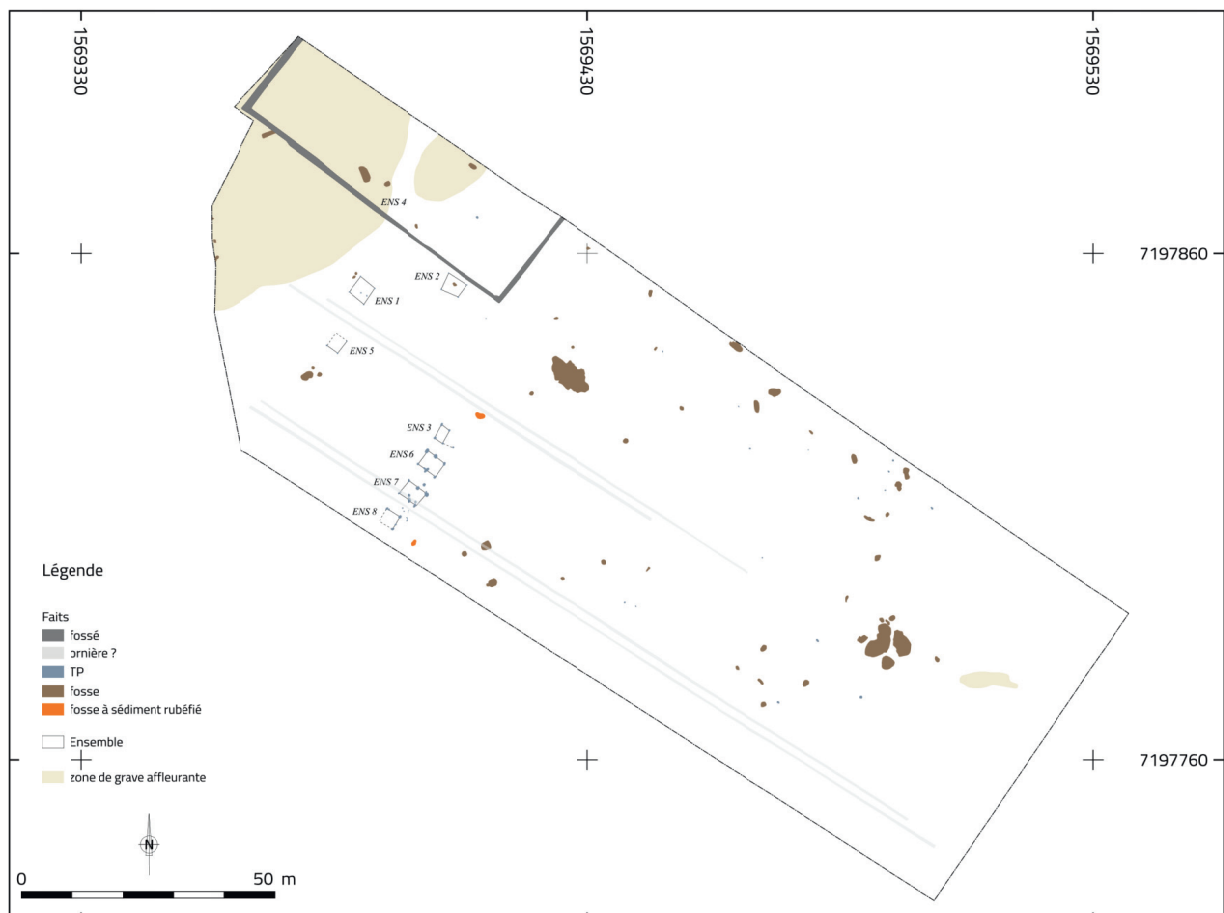 1569330
1569430
1569530
ENS 4
7197860
ENS 2
ENS 1
ENS 5
ENS 3
ENS6
ENS 7
ENS 8
Légende
Faits
fossé
ornière ?
TP
fosse
fosse à sédiment rubéfié
Ensemble
zone de grave affleurante
7197760
N
0 50 m